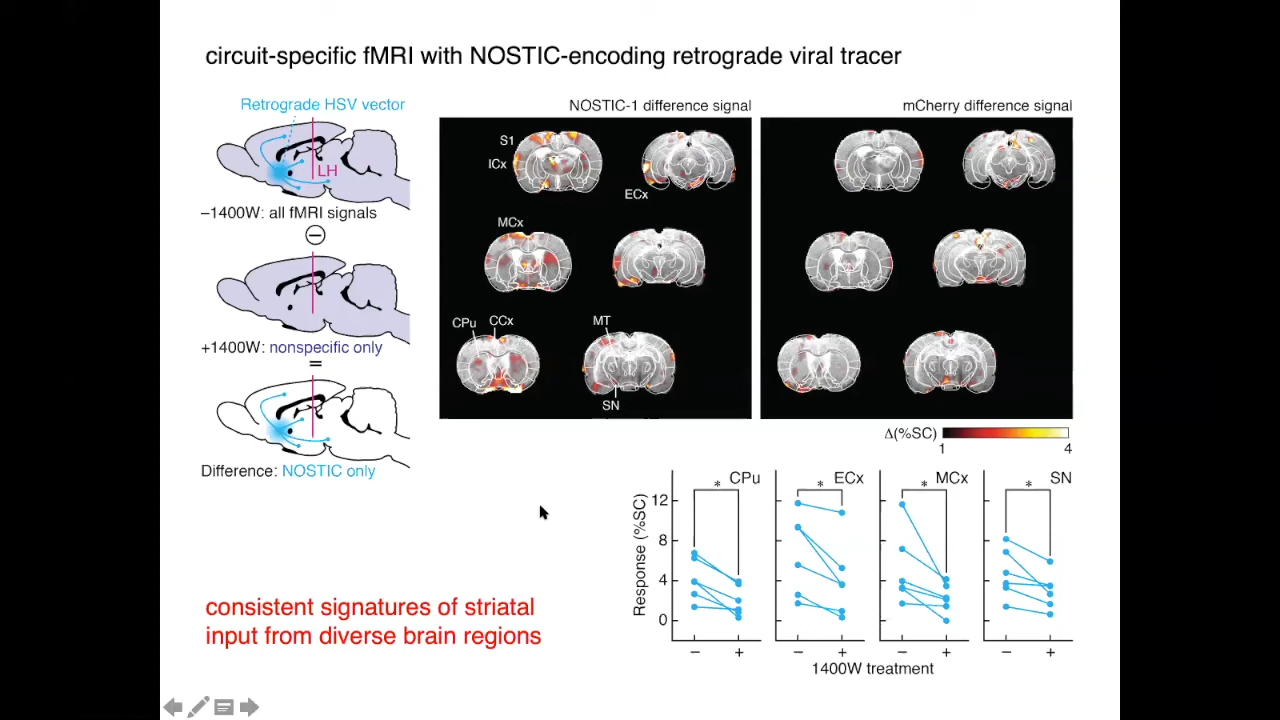 circuit-specific fMRI with NOSTIC-encoding retrograde viral tracer
Retrograde HSV vector
LH
–1400W: all fMRI signals
−
+1400W: nonspecific only
=
Difference: NOSTIC only
NOSTIC-1 difference signal
S1
ICx
ECx
MCx
CPu
CCx
MT
SN
mCherry difference signal
Δ(%SC)
1
4
Response (%SC)
12
8
4
0
* CPu
* ECx
* MCx
* SN
– + – + – + – +
1400W treatment
consistent signatures of striatal
input from diverse brain regions